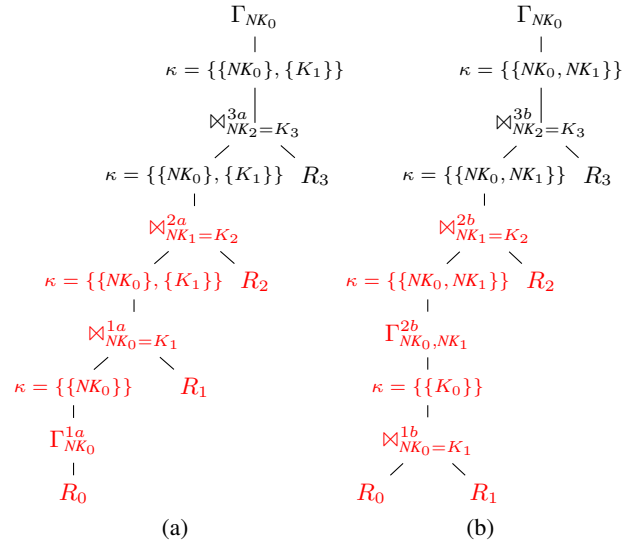 Γ_{NK_0}
κ = {{NK_0}, {K_1}}
⋈^{3a}_{NK_2=K_3}
κ = {{NK_0}, {K_1}} R_3
⋈^{2a}_{NK_1=K_2}
κ = {{NK_0}, {K_1}} R_2
⋈^{1a}_{NK_0=K_1}
κ = {{NK_0}} R_1
Γ^{1a}_{NK_0}
R_0
(a)
Γ_{NK_0}
κ = {{NK_0, NK_1}}
⋈^{3b}_{NK_2=K_3}
κ = {{NK_0, NK_1}} R_3
⋈^{2b}_{NK_1=K_2}
κ = {{NK_0, NK_1}} R_2
Γ^{2b}_{NK_0,NK_1}
κ = {{K_0}}
⋈^{1b}_{NK_0=K_1}
R_0 R_1
(b)